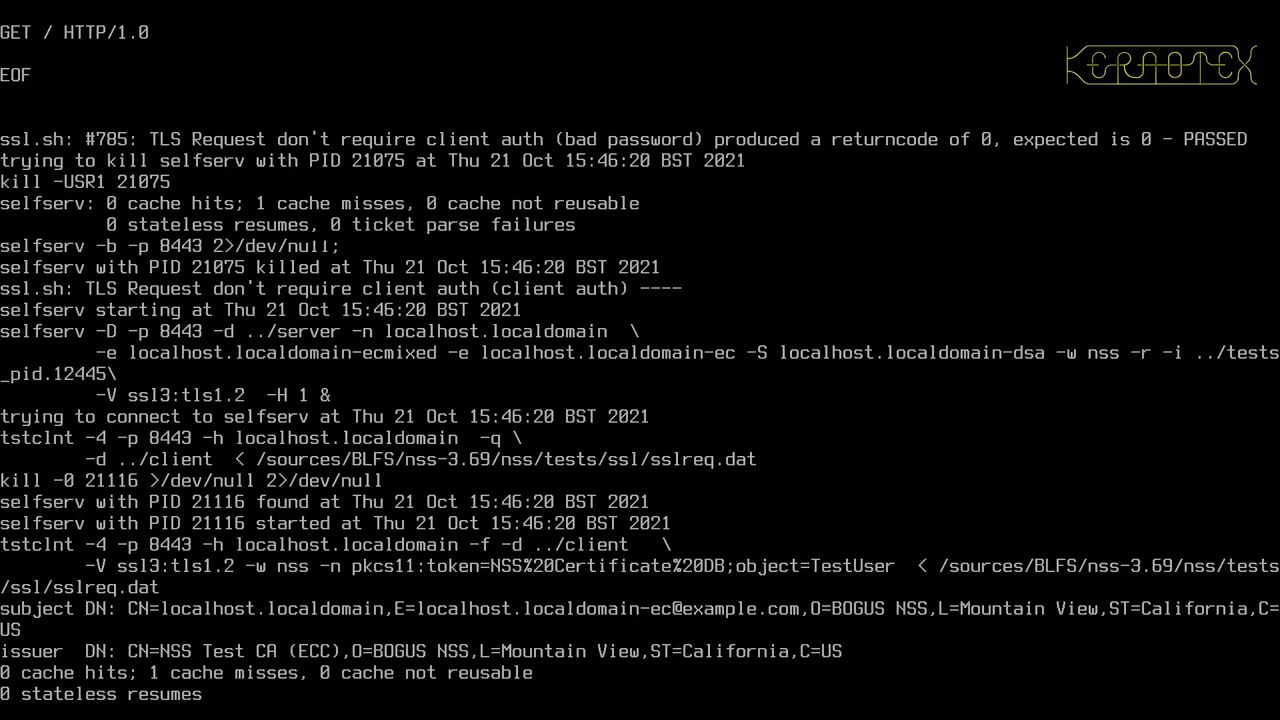 GET / HTTP/1.0
KERNOTEX
EOF
ssl.sh: #785: TLS Request don't require client auth (bad password) produced a returncode of 0, expected is 0 - PASSED
trying to kill selfserv with PID 21075 at Thu 21 Oct 15:46:20 BST 2021
kill -USR1 21075
selfserv: 0 cache hits; 1 cache misses, 0 cache not reusable
          0 stateless resumes, 0 ticket parse failures
selfserv -b -p 8443 2>/dev/null;
selfserv with PID 21075 killed at Thu 21 Oct 15:46:20 BST 2021
ssl.sh: TLS Request don't require client auth (client auth) ----
selfserv starting at Thu 21 Oct 15:46:20 BST 2021
selfserv -D -p 8443 -d ../server -n localhost.localdomain  \
         -e localhost.localdomain-ecmixed -e localhost.localdomain-ec -S localhost.localdomain-dsa -w nss -r -i ../tests
_pid.12445\
         -V ssl3:tls1.2  -H 1 &
trying to connect to selfserv at Thu 21 Oct 15:46:20 BST 2021
tstclnt -4 -p 8443 -h localhost.localdomain  -q \
        -d ../client  < /sources/BLFS/nss-3.69/nss/tests/ssl/sslreq.dat
kill -0 21116 >/dev/null 2>/dev/null
selfserv with PID 21116 found at Thu 21 Oct 15:46:20 BST 2021
selfserv with PID 21116 started at Thu 21 Oct 15:46:20 BST 2021
tstclnt -4 -p 8443 -h localhost.localdomain -f -d ../client   \
        -V ssl3:tls1.2 -w nss -n pkcs11:token=NSS%20Certificate%20DB;object=TestUser  < /sources/BLFS/nss-3.69/nss/tests
/ssl/sslreq.dat
subject DN: CN=localhost.localdomain,E=localhost.localdomain-ec@example.com,O=BOGUS NSS,L=Mountain View,ST=California,C=
US
issuer  DN: CN=NSS Test CA (ECC),O=BOGUS NSS,L=Mountain View,ST=California,C=US
0 cache hits; 1 cache misses, 0 cache not reusable
0 stateless resumes